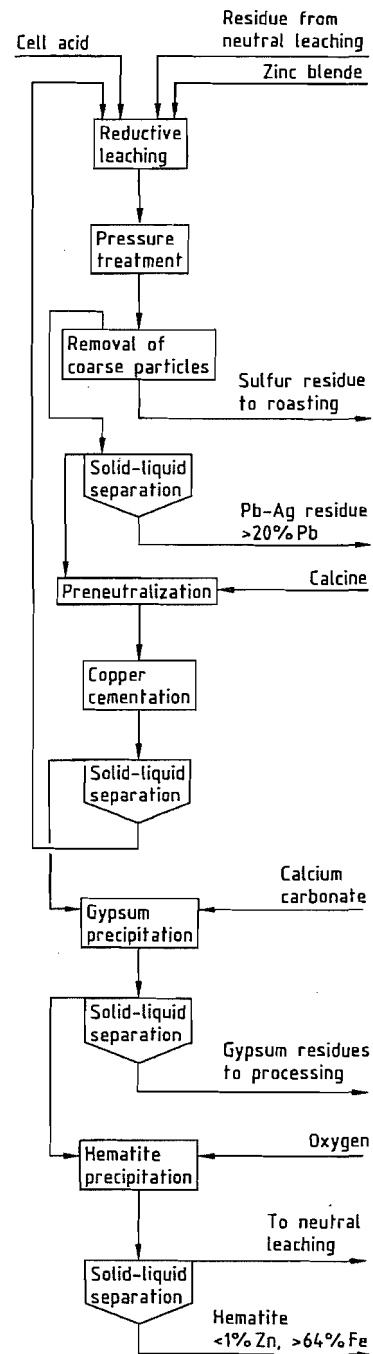 Residue from
neutral leaching
Cell acid
Zinc blende
Reductive
leaching
Pressure
treatment
Removal of
coarse particles
Sulfur residue
to roasting
Solid-liquid
separation
Pb-Ag residue
>20% Pb
Calcine
Preneutralization
Copper
cementation
Solid-liquid
separation
Calcium
carbonate
Gypsum
precipitation
Solid-liquid
separation
Gypsum residues
to processing
Oxygen
Hematite
precipitation
To neutral
leaching
Solid-liquid
separation
Hematite
<1% Zn, >64% Fe